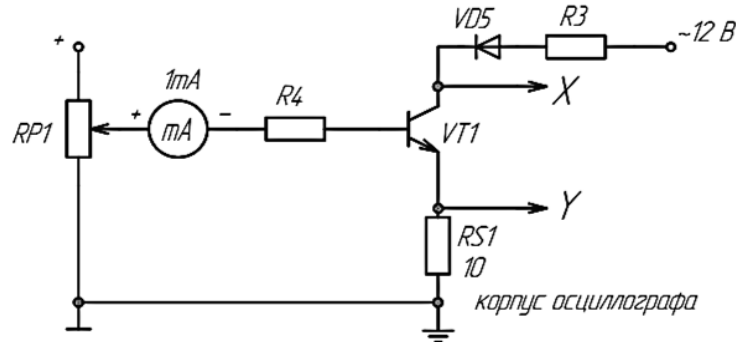 VD5
R3
~12 В
+
1mA
R4
X
RP1
+
mA
-
VT1
Y
RS1
10
корпус осциллографа